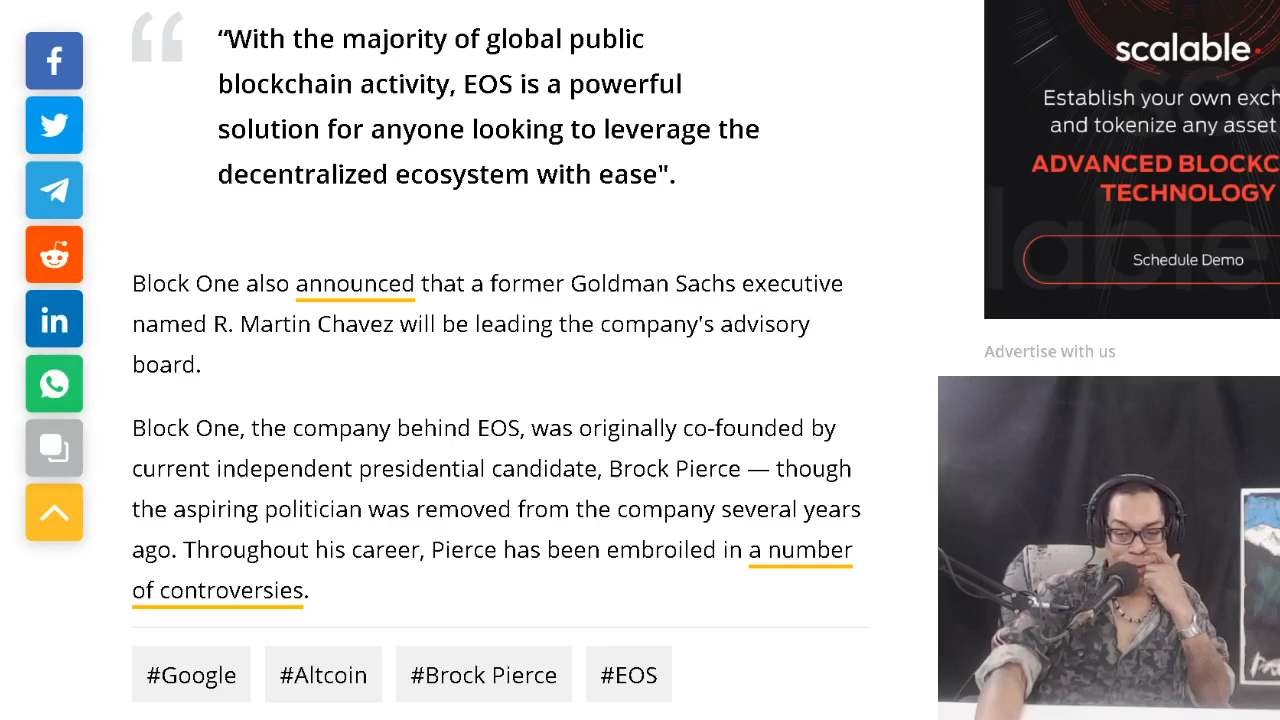 “With the majority of global public
blockchain activity, EOS is a powerful
solution for anyone looking to leverage the
decentralized ecosystem with ease".
Block One also announced that a former Goldman Sachs executive
named R. Martin Chavez will be leading the company's advisory
board.
Block One, the company behind EOS, was originally co-founded by
current independent presidential candidate, Brock Pierce — though
the aspiring politician was removed from the company several years
ago. Throughout his career, Pierce has been embroiled in a number
of controversies.
#Google #Altcoin #Brock Pierce #EOS
scalable
Establish your own exch
and tokenize any asset
ADVANCED BLOCKC
TECHNOLOGY
Schedule Demo
Advertise with us